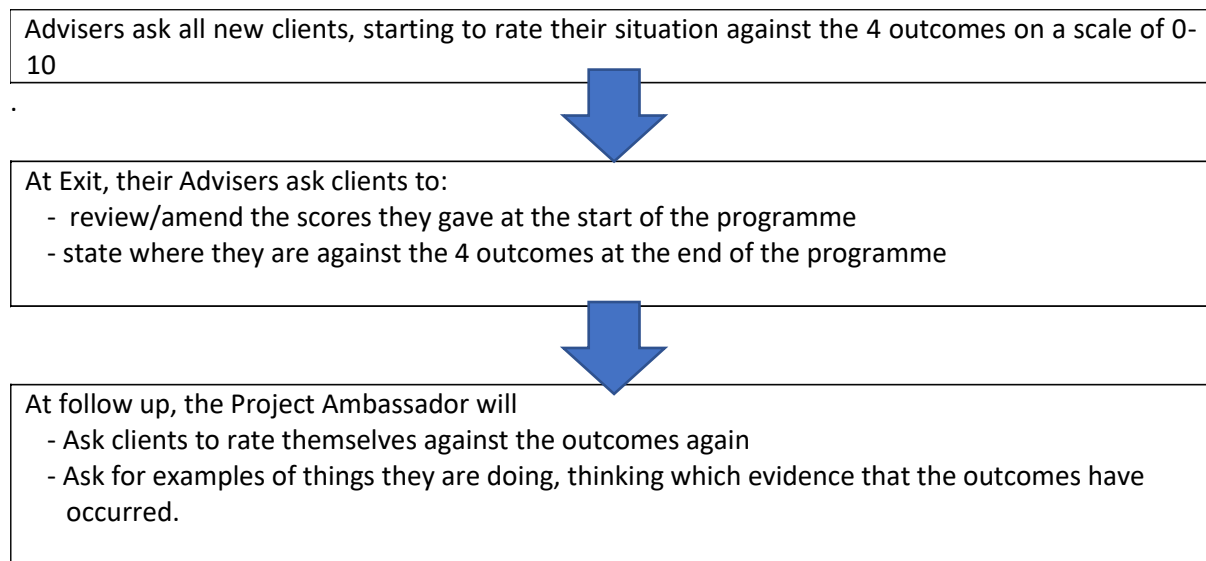 Advisers ask all new clients, starting to rate their situation against the 4 outcomes on a scale of 0-
10
.
At Exit, their Advisers ask clients to:
- review/amend the scores they gave at the start of the programme
- state where they are against the 4 outcomes at the end of the programme
At follow up, the Project Ambassador will
- Ask clients to rate themselves against the outcomes again
- Ask for examples of things they are doing, thinking which evidence that the outcomes have
occurred.